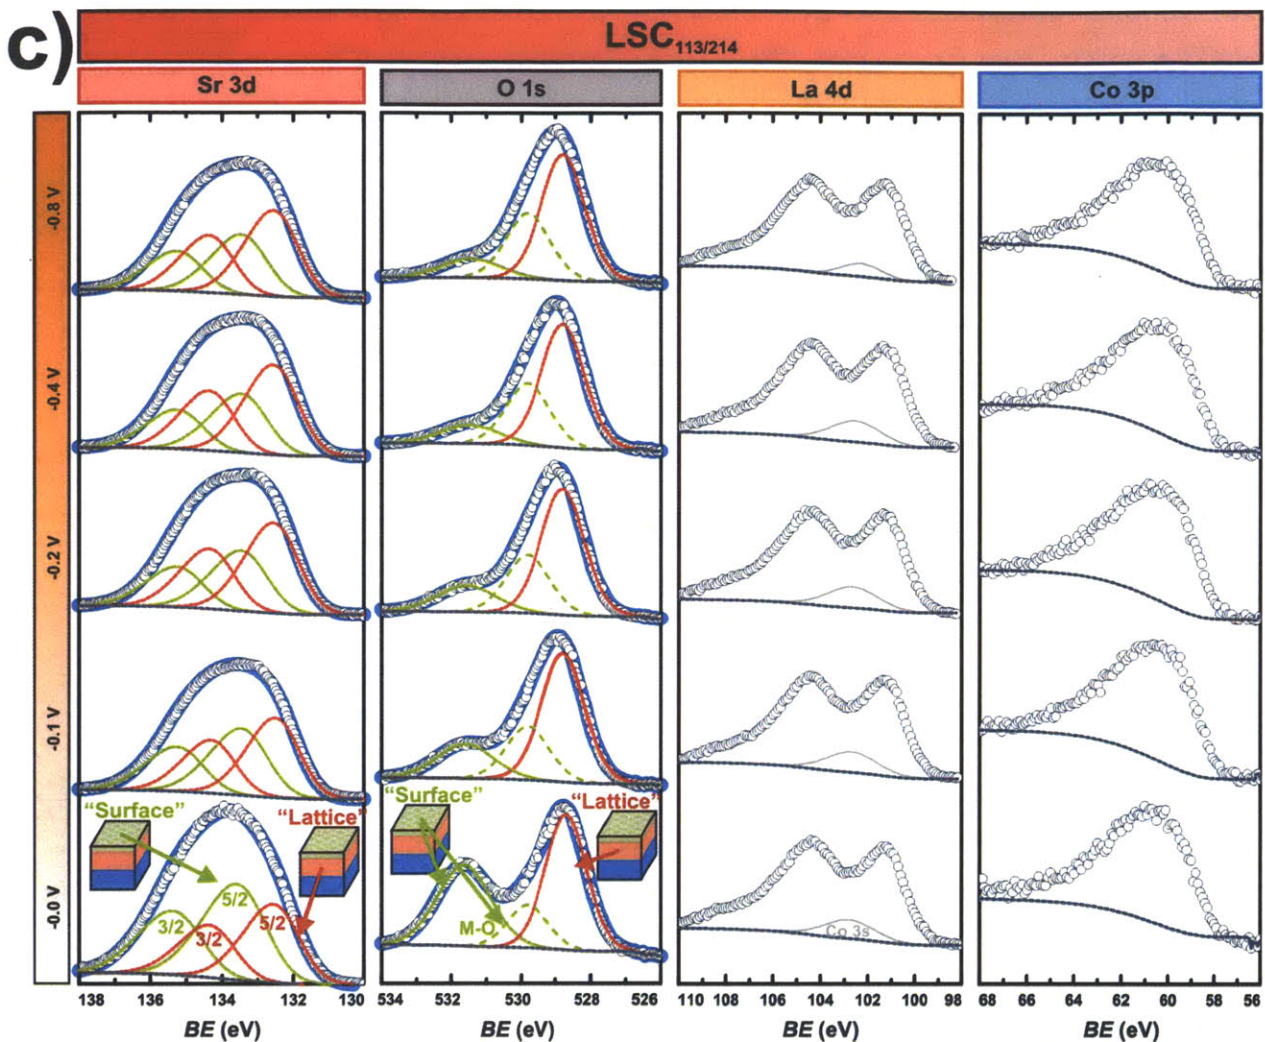 c)
LSC113/214
Sr 3d
O 1s
La 4d
Co 3p
-0.8 V
-0.4 V
-0.2 V
-0.1 V
-0.0 V
"Surface"
"Lattice"
3/2
3/2
5/2
5/2
"Surface"
"Lattice"
M-O
Co 3s
138 136 134 132 130
534 532 530 528 526
110 108 106 104 102 100 98
68 66 64 62 60 58 56
BE (eV)
BE (eV)
BE (eV)
BE (eV)